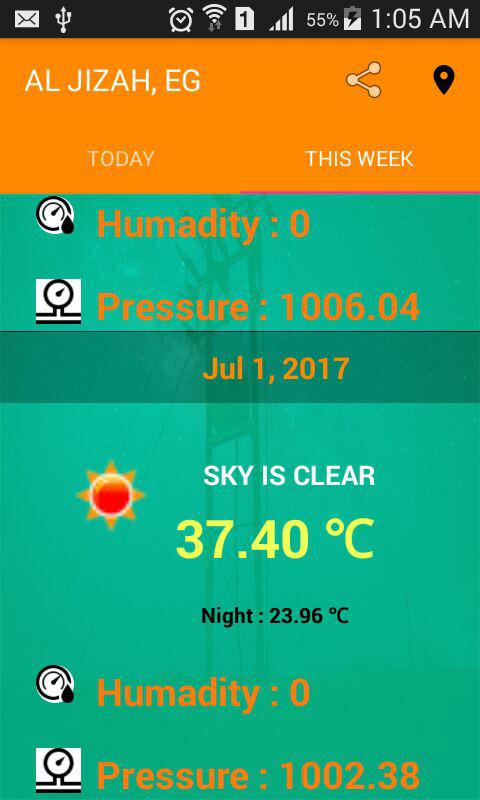 1 55% 1:05 AM
AL JIZAH, EG
TODAY THIS WEEK
Humadity : 0
Pressure : 1006.04
Jul 1, 2017
SKY IS CLEAR
37.40 °C
Night : 23.96 °C
Humadity : 0
Pressure : 1002.38